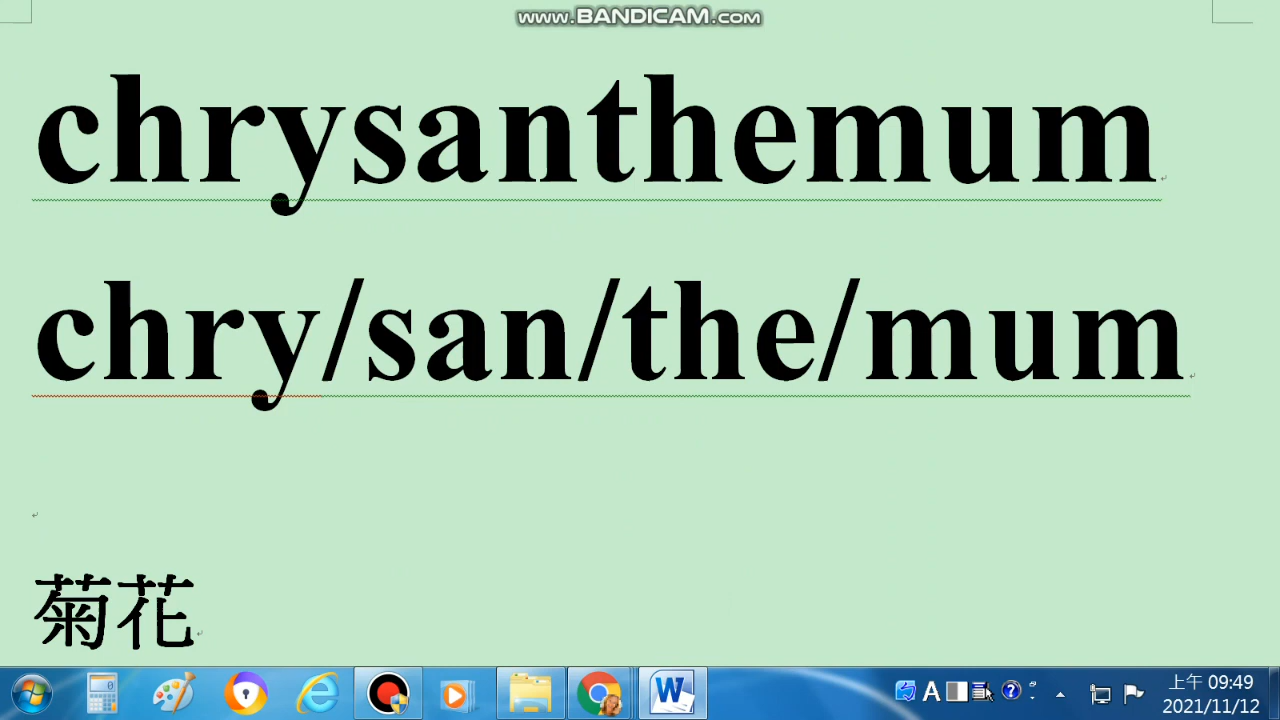 www.BANDICAM.com
chrysanthemum
chry/san/the/mum
菊花
上午 09:49
2021/11/12